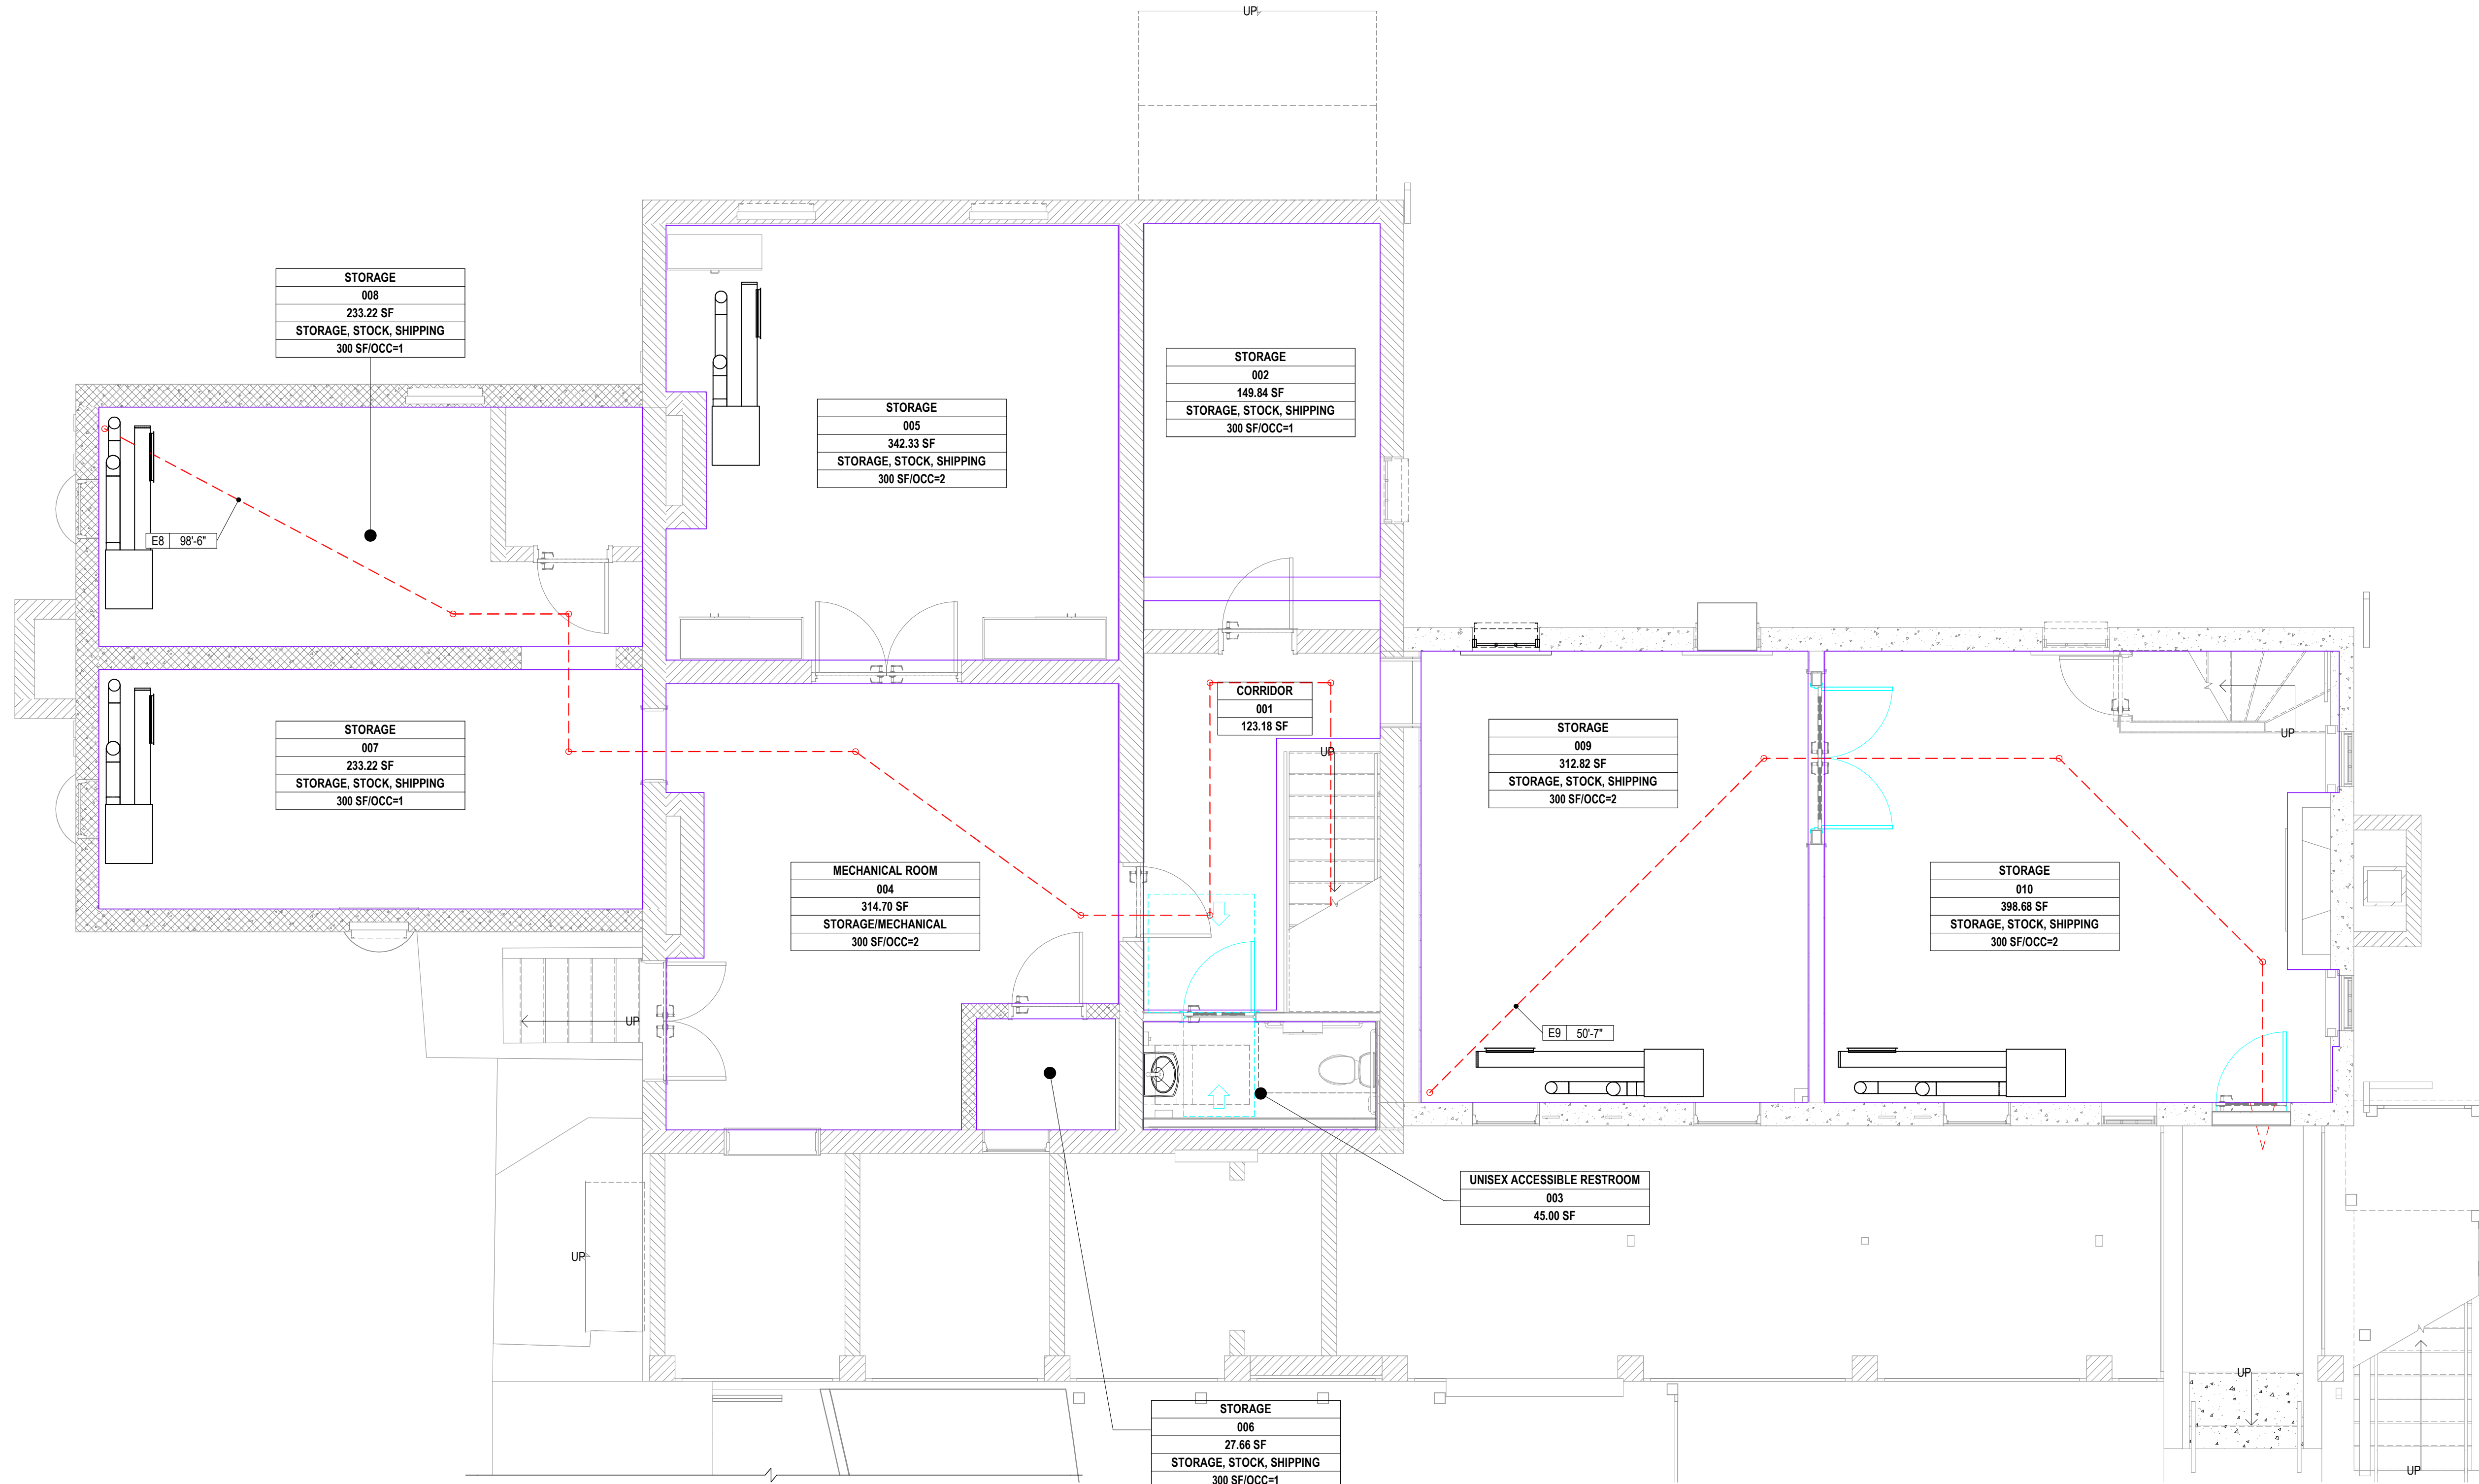 UP
STORAGE
008
233.22 SF
STORAGE, STOCK, SHIPPING
300 SF/OCC=1
STORAGE
002
149.84 SF
STORAGE, STOCK, SHIPPING
300 SF/OCC=1
STORAGE
005
342.33 SF
STORAGE, STOCK, SHIPPING
300 SF/OCC=2
E8 98'-6"
CORRIDOR
001
123.18 SF
STORAGE
007
233.22 SF
STORAGE, STOCK, SHIPPING
300 SF/OCC=1
STORAGE
009
312.82 SF
STORAGE, STOCK, SHIPPING
300 SF/OCC=2
UP
UP
MECHANICAL ROOM
004
314.70 SF
STORAGE/MECHANICAL
300 SF/OCC=2
STORAGE
010
398.68 SF
STORAGE, STOCK, SHIPPING
300 SF/OCC=2
UP
E9 50'-7"
UNISEX ACCESSIBLE RESTROOM
003
45.00 SF
UP
UP
STORAGE
006
27.66 SF
STORAGE, STOCK, SHIPPING
300 SF/OCC=1
UP